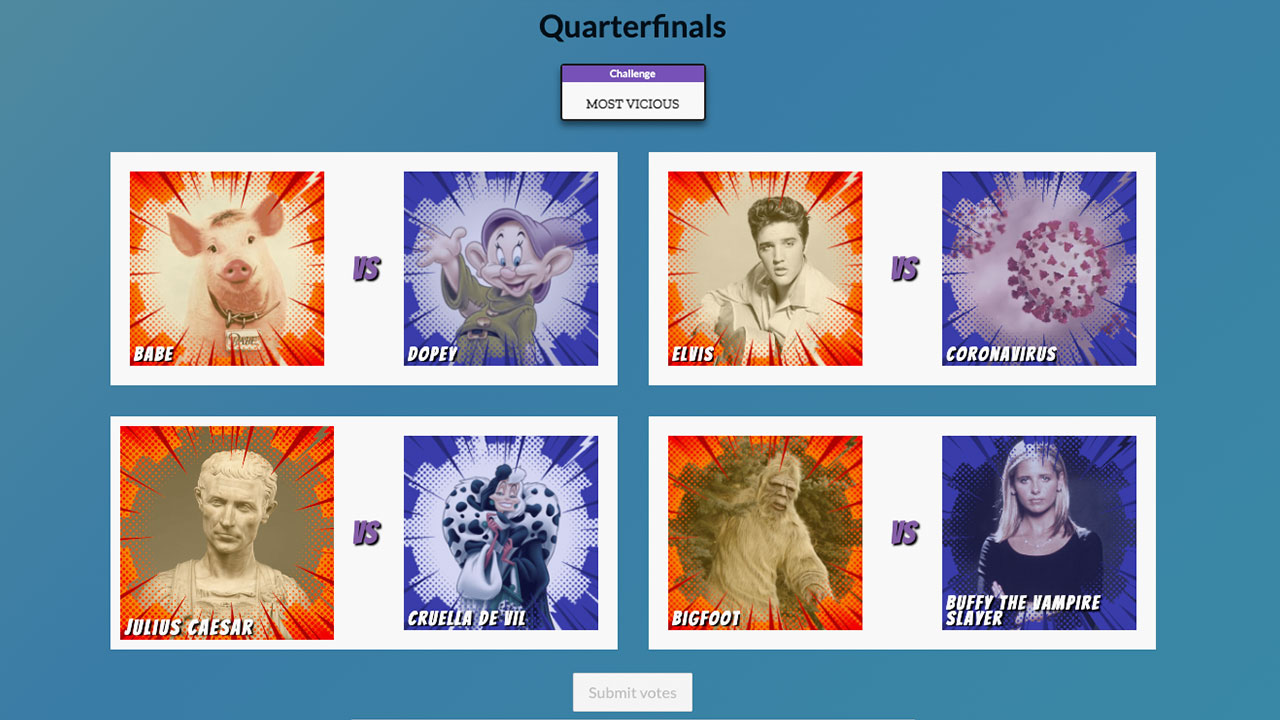 Quarterfinals
Challenge
MOST VICIOUS
BABE
VS
DOPEY
ELVIS
VS
CORONAVIRUS
JULIUS CAESAR
VS
CRUELLA DE VIL
BIGFOOT
VS
BUFFY THE VAMPIRE
SLAYER
Submit votes